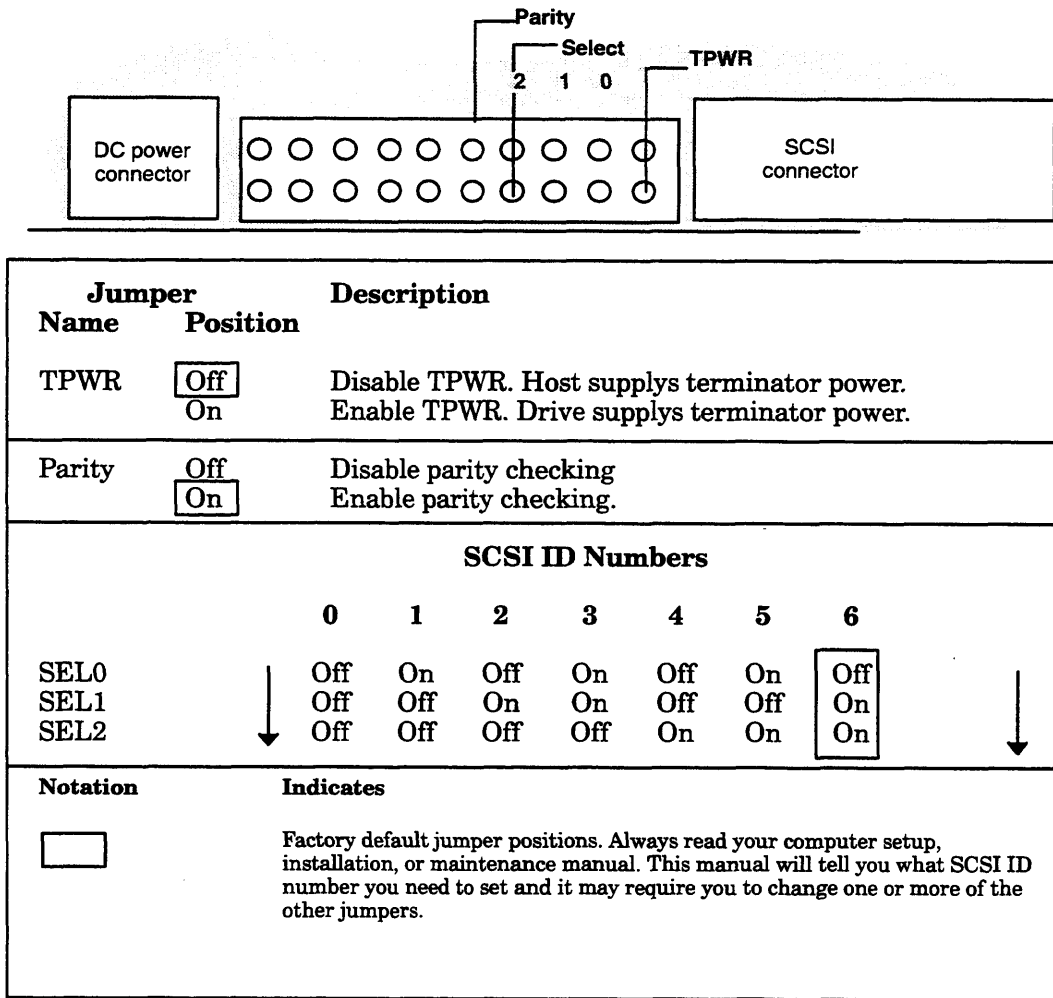 Parity
Select
TPWR
2 1 0
DC power
connector
SCSI
connector
Jumper Description
Name Position
TPWR Off Disable TPWR. Host supplys terminator power.
On Enable TPWR. Drive supplys terminator power.
Parity Off Disable parity checking
On Enable parity checking.
SCSI ID Numbers
0 1 2 3 4 5 6
SEL0 Off On Off On Off On Off
SEL1 Off Off On On Off Off On
SEL2 Off Off Off Off On On On
Notation Indicates
Factory default jumper positions. Always read your computer setup,
installation, or maintenance manual. This manual will tell you what SCSI ID
number you need to set and it may require you to change one or more of the
other jumpers.